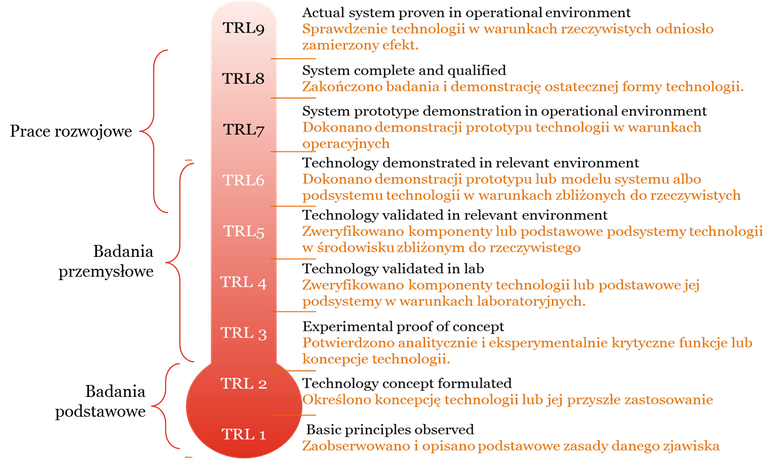 TRL9
Actual system proven in operational environment
Sprawdzenie technologii w warunkach rzeczywistych odniosło
zamierzony efekt.
TRL8
System complete and qualified
Zakończono badania i demonstrację ostatecznej formy technologii.
Prace rozwojowe
TRL7
System prototype demonstration in operational environment
Dokonano demonstracji prototypu technologii w warunkach
operacyjnych
TRL6
Technology demonstrated in relevant environment
Dokonano demonstracji prototypu lub modelu systemu albo
podsystemu technologii w warunkach zbliżonych do rzeczywistych
TRL5
Technology validated in relevant environment
Zweryfikowano komponenty lub podstawowe podsystemy technologii
w środowisku zbliżonym do rzeczywistego
Badania
przemysłowe
TRL 4
Technology validated in lab
Zweryfikowano komponenty technologii lub podstawowe jej
podsystemy w warunkach laboratoryjnych.
TRL 3
Experimental proof of concept
Potwierdzono analitycznie i eksperymentalnie krytyczne funkcje lub
koncepcje technologii.
TRL 2
Technology concept formulated
Określono koncepcję technologii lub jej przyszłe zastosowanie
Badania
podstawowe
TRL 1
Basic principles observed
Zaobserwowano i opisano podstawowe zasady danego zjawiska